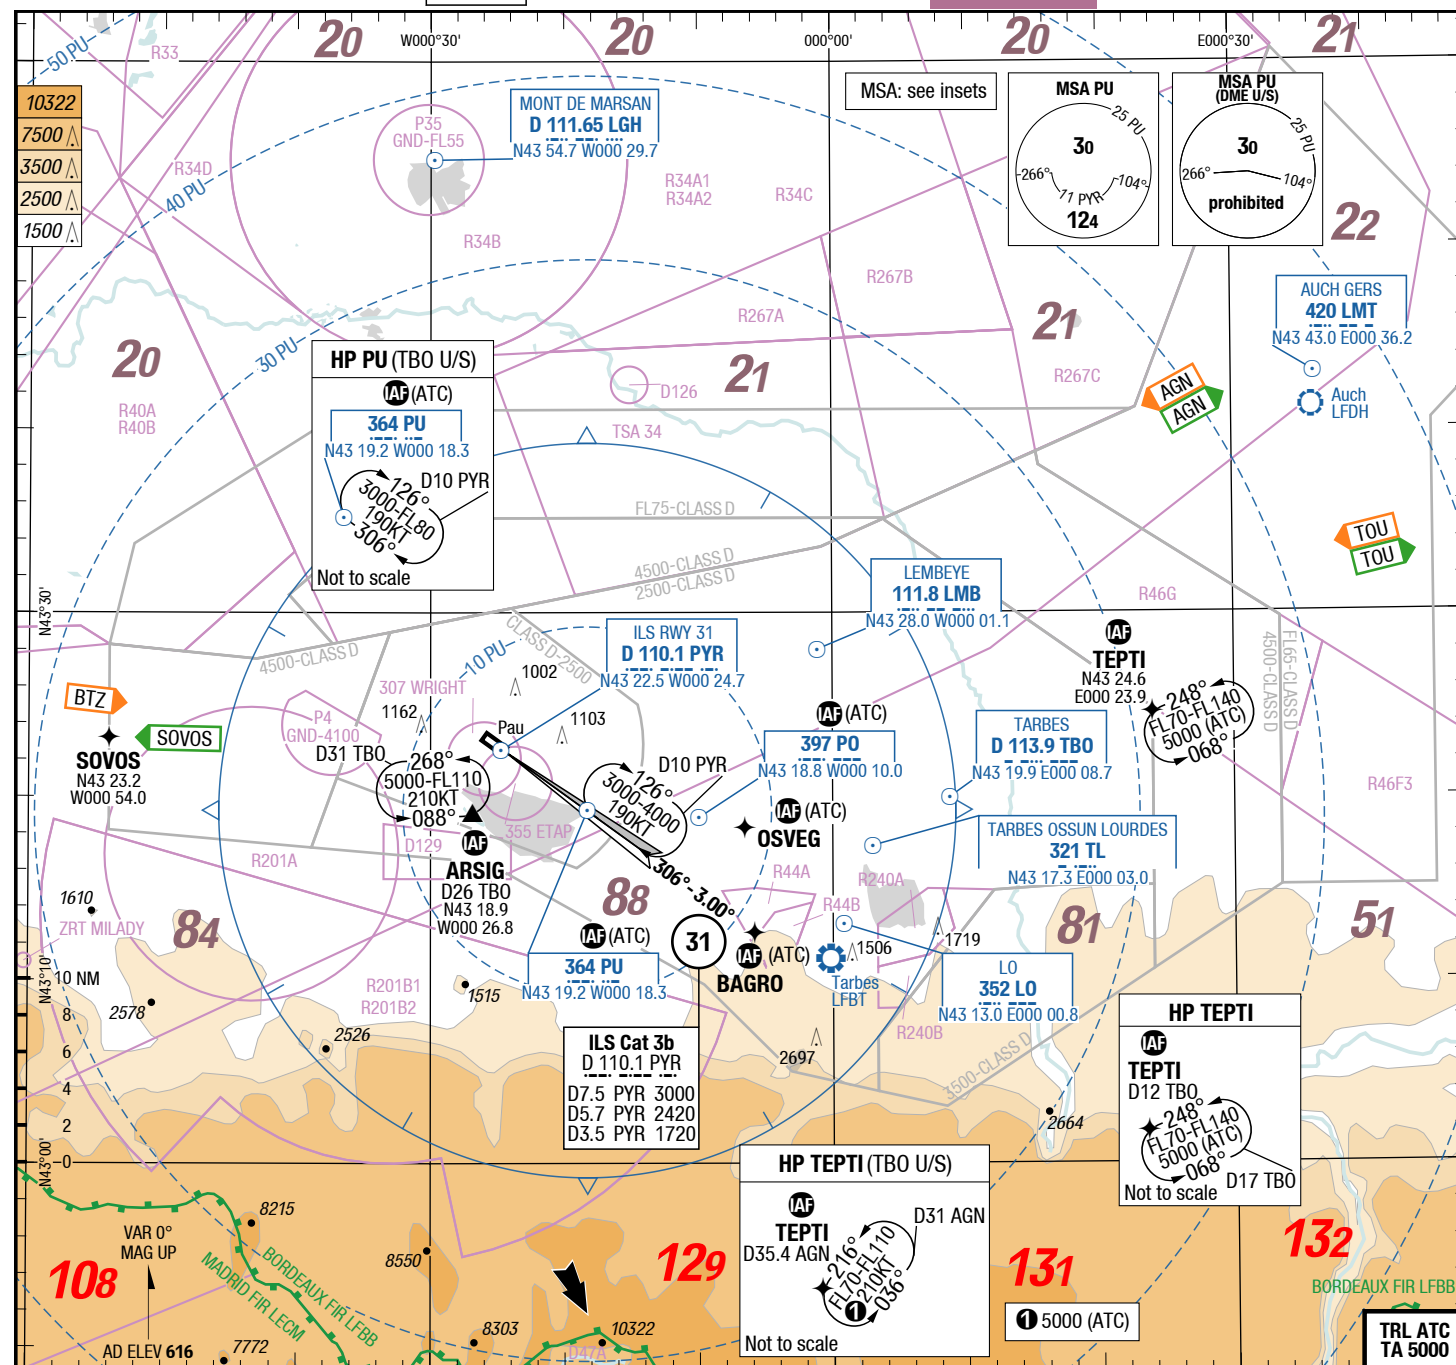 20
20
20
21
W000°30'
000°00'
E000°30'
50 PU
R33
10322
7500
3500
2500
1500
MONT DE MARSAN
D 111.65 LGH
N43 54.7 W000 29.7
P35
GND-FL55
MSA: see insets
MSA PU
25 PU
30
266°
104°
11 PYR
124
MSA PU
(DME U/S)
25 PU
30
266°
104°
prohibited
R34D
40 PU
R34A1
R34A2
R34C
R34B
22
R267B
AUCH GERS
420 LMT
N43 43.0 E000 36.2
R267A
21
20
30 PU
HP PU (TBO U/S)
IAF (ATC)
364 PU
N43 19.2 W000 18.3
D10 PYR
126°
3000-FL80
190KT
306°
Not to scale
21
R267C
D126
AGN
AGN
Auch
LFDH
R40A
R40B
TSA 34
FL75-CLASS D
TOU
TOU
4500-CLASS D
2500-CLASS D
LEMBEYE
111.8 LMB
N43 28.0 W000 01.1
R46G
N43°30'
4500-CLASS D
CLASS D-2500
10 PU
ILS RWY 31
D 110.1 PYR
N43 22.5 W000 24.7
IAF
TEPTI
N43 24.6
E000 23.9
FL65-CLASS D
4500-CLASS D
248°
FL70-FL140
5000 (ATC)
068°
BTZ
SOVOS
SOVOS
N43 23.2
W000 54.0
307 WRIGHT
1002
1162
1103
P4
GND-4100
D31 TBO
Pau
IAF (ATC)
397 PO
N43 18.8 W000 10.0
TARBES
D 113.9 TBO
N43 19.9 E000 08.7
268°
5000-FL110
210KT
088°
126°
3000-4000
190KT
D10 PYR
R46F3
355 ETAP
IAF (ATC)
OSVEG
TARBES OSSUN LOURDES
321 TL
N43 17.3 E000 03.0
D129
R201A
IAF
ARSIG
D26 TBO
N43 18.9
W000 26.8
306°-3.00°
R44A
R240A
R44B
88
1610
ZRT MILADY
84
IAF (ATC)
31
IAF (ATC)
BAGRO
81
51
1506
1719
364 PU
N43 19.2 W000 18.3
Tarbes
LFBT
LO
352 LO
N43 13.0 E000 00.8
N43°10'
10 NM
8
6
4
2
0
2578
R201B1
R201B2
1515
2526
R240B
HP TEPTI
IAF
TEPTI
D12 TBO
248°
FL70-FL140
5000 (ATC)
068°
D17 TBO
Not to scale
ILS Cat 3b
D 110.1 PYR
D7.5 PYR 3000
D5.7 PYR 2420
D3.5 PYR 1720
2697
3500-CLASS D
2664
N43°00'
HP TEPTI (TBO U/S)
IAF
TEPTI
D35.4 AGN
D31 AGN
216°
FL70-FL110
210KT
036°
1
Not to scale
8215
VAR 0°
MAG UP
BORDEAUX FIR LFBB
MADRID FIR LECM
8550
108
129
131
132
BORDEAUX FIR LFBB
1 5000 (ATC)
AD ELEV 616
7772
8303
10322
D47A
TRL ATC
TA 5000